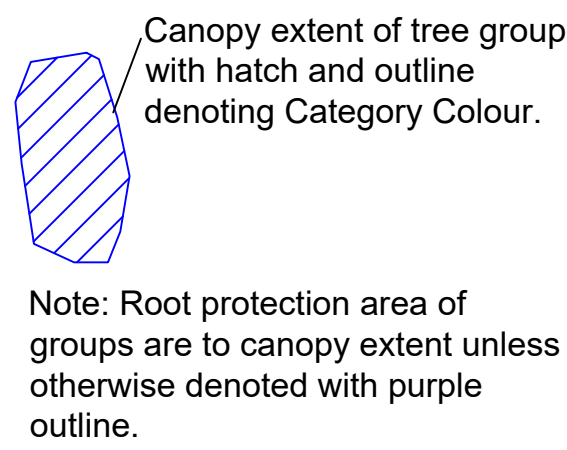 Canopy extent of tree group
with hatch and outline
denoting Category Colour.
Note: Root protection area of
groups are to canopy extent unless
otherwise denoted with purple
outline.